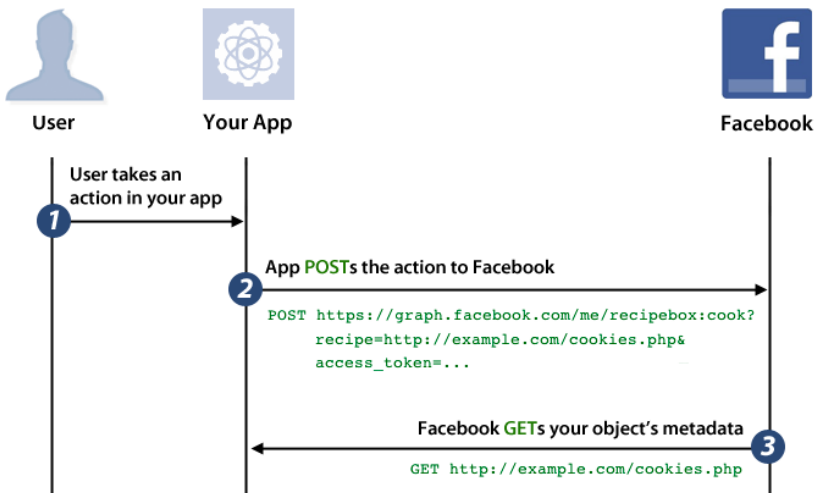 f
User
Your App
Facebook
User takes an
action in your app
1
App POSTs the action to Facebook
2
POST https://graph.facebook.com/me/recipebox:cook?
recipe=http://example.com/cookies.php&
access_token=...
Facebook GETs your object's metadata
3
GET http://example.com/cookies.php